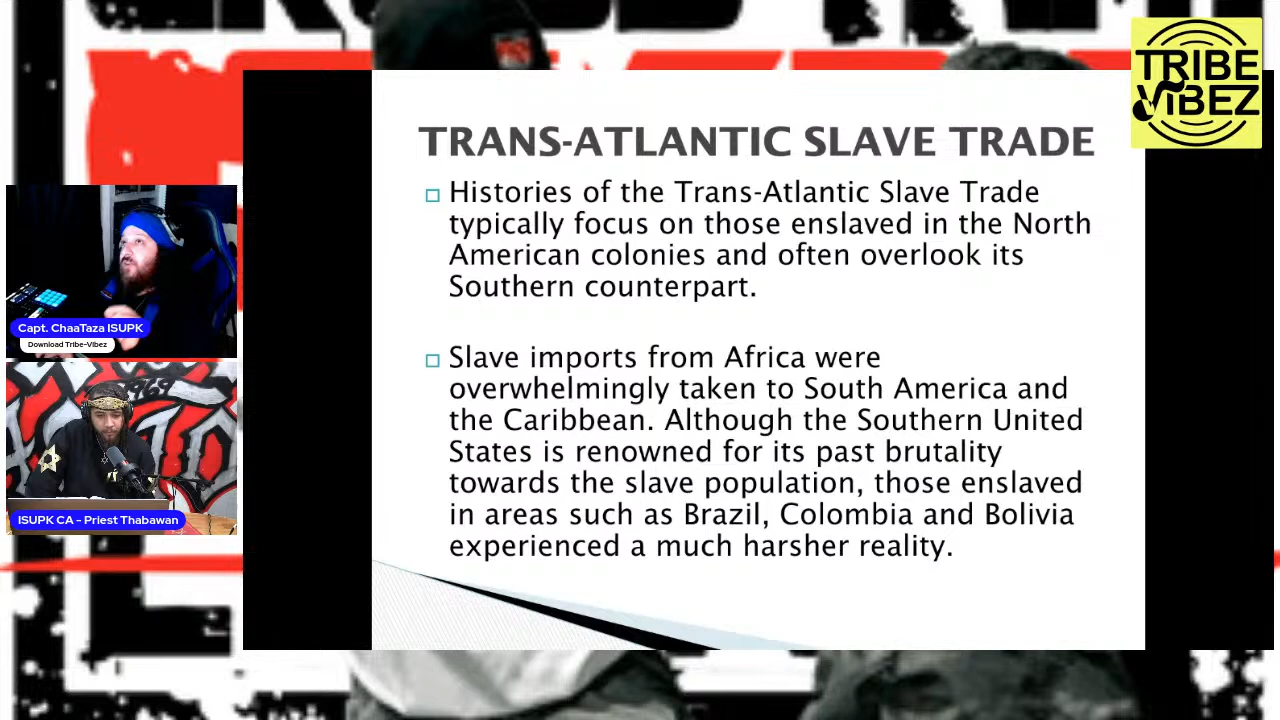 TRIBE
VIBEZ
TRANS-ATLANTIC SLAVE TRADE
Histories of the Trans-Atlantic Slave Trade
typically focus on those enslaved in the North
American colonies and often overlook its
Southern counterpart.
Slave imports from Africa were
overwhelmingly taken to South America and
the Caribbean. Although the Southern United
States is renowned for its past brutality
towards the slave population, those enslaved
in areas such as Brazil, Colombia and Bolivia
experienced a much harsher reality.
Capt. ChaaTaza ISUPK
Download Tribe-Vibez
1969
ISUPK CA - Priest Thabawan